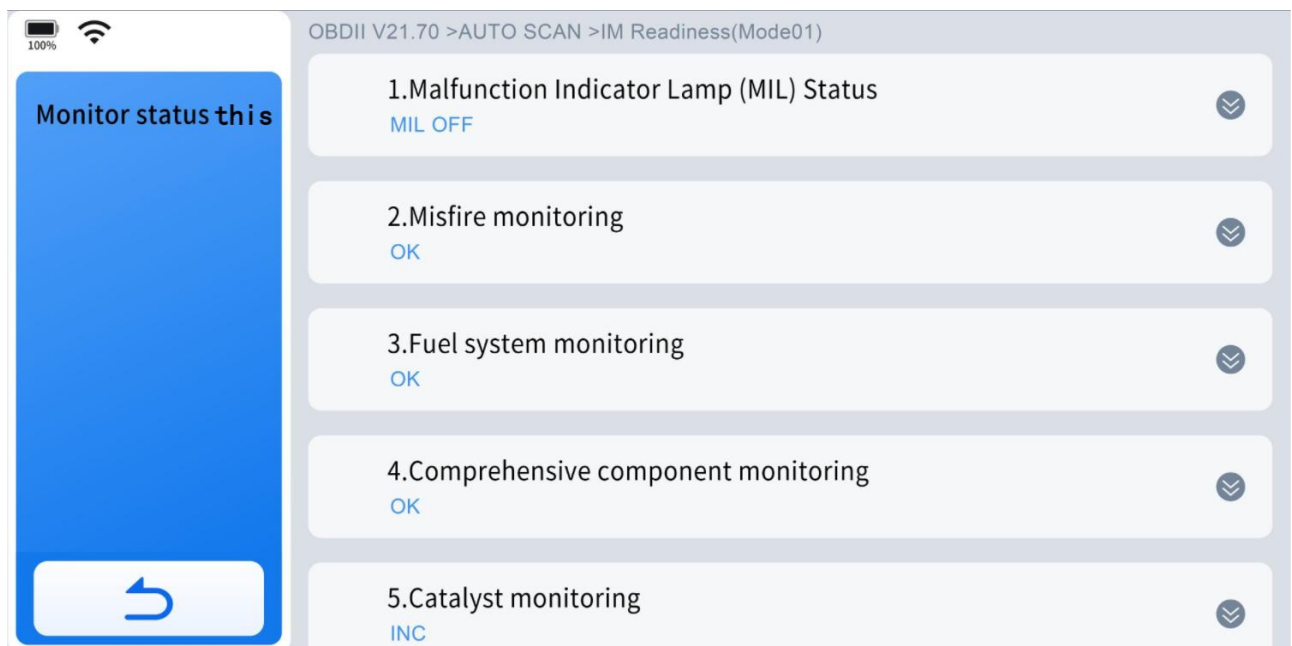 100%
OBDII V21.70 >AUTO SCAN >IM Readiness(Mode01)
Monitor status this
1.Malfunction Indicator Lamp (MIL) Status
MIL OFF
2.Misfire monitoring
OK
3.Fuel system monitoring
OK
4.Comprehensive component monitoring
OK
5.Catalyst monitoring
INC